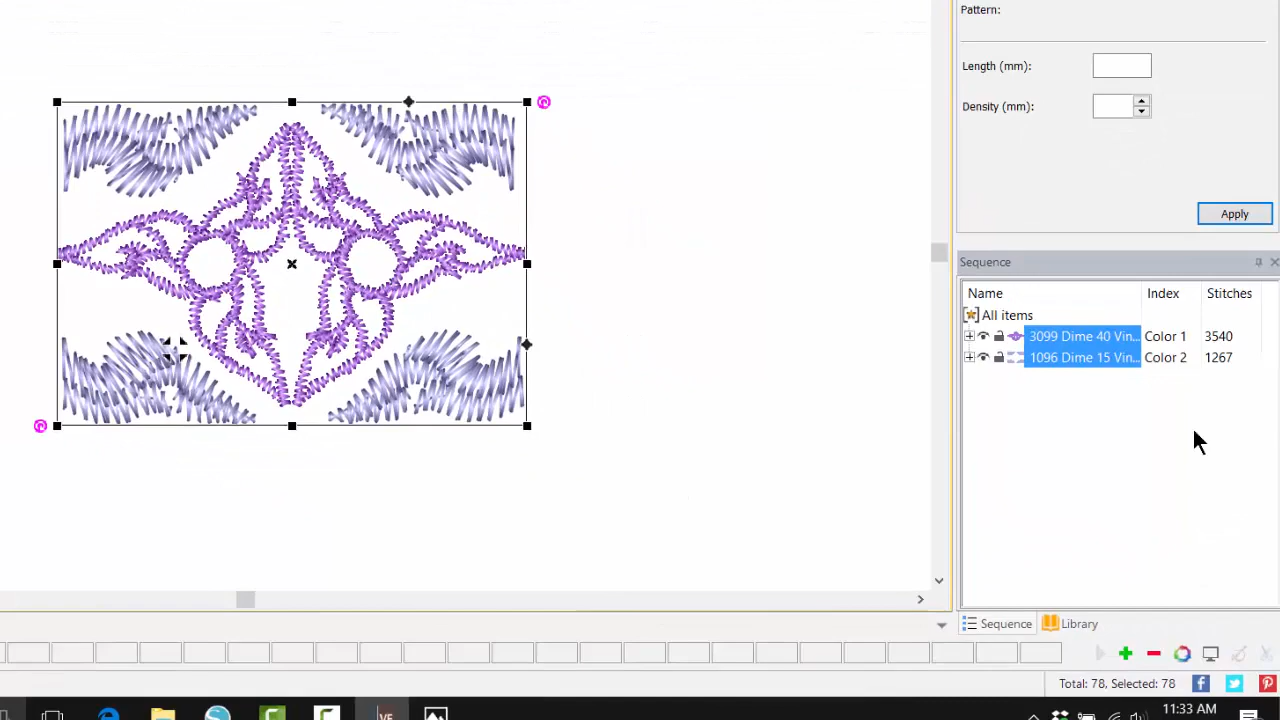 Pattern:
Length (mm):
Density (mm):
Apply
Sequence
Name Index Stitches
All items
3099 Dime 40 Vin... Color 1 3540
1096 Dime 15 Vin... Color 2 1267
Sequence Library
Total: 78, Selected: 78
VE
11:33 AM